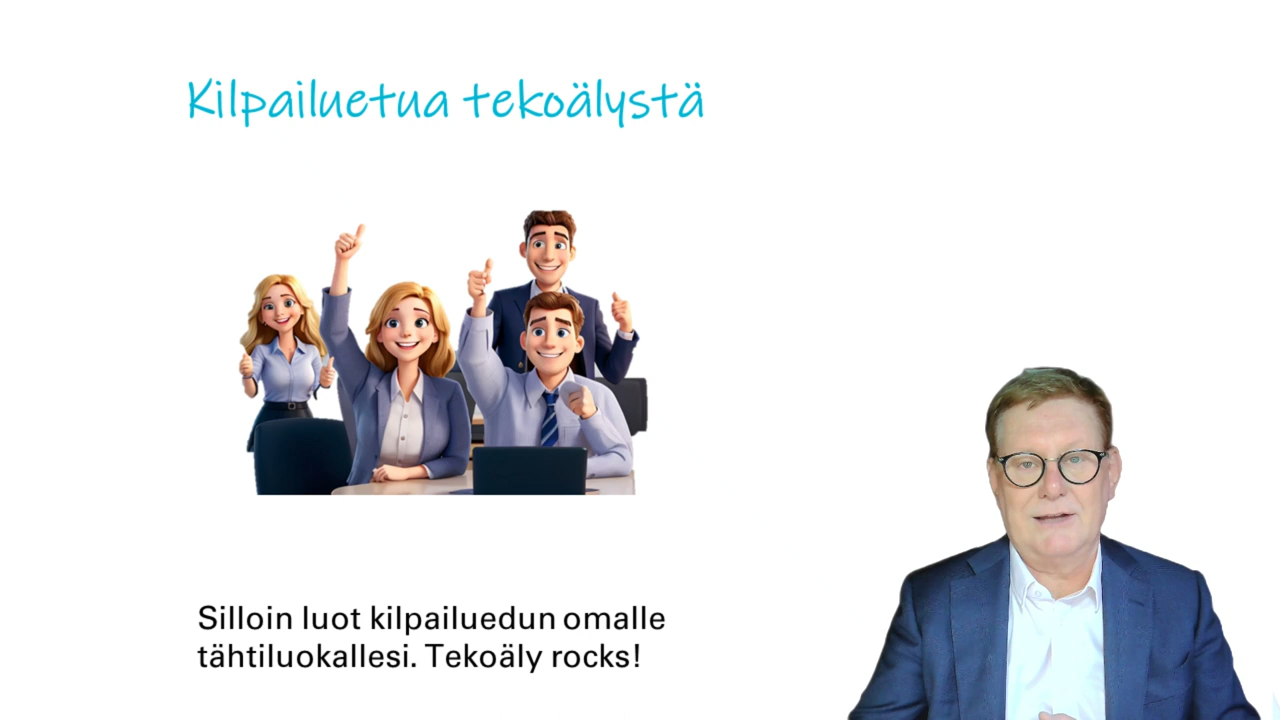 Kilpailuetua tekoälystä
Silloin luot kilpailuedun omalle
tähtiluokallesi. Tekoäly rocks!